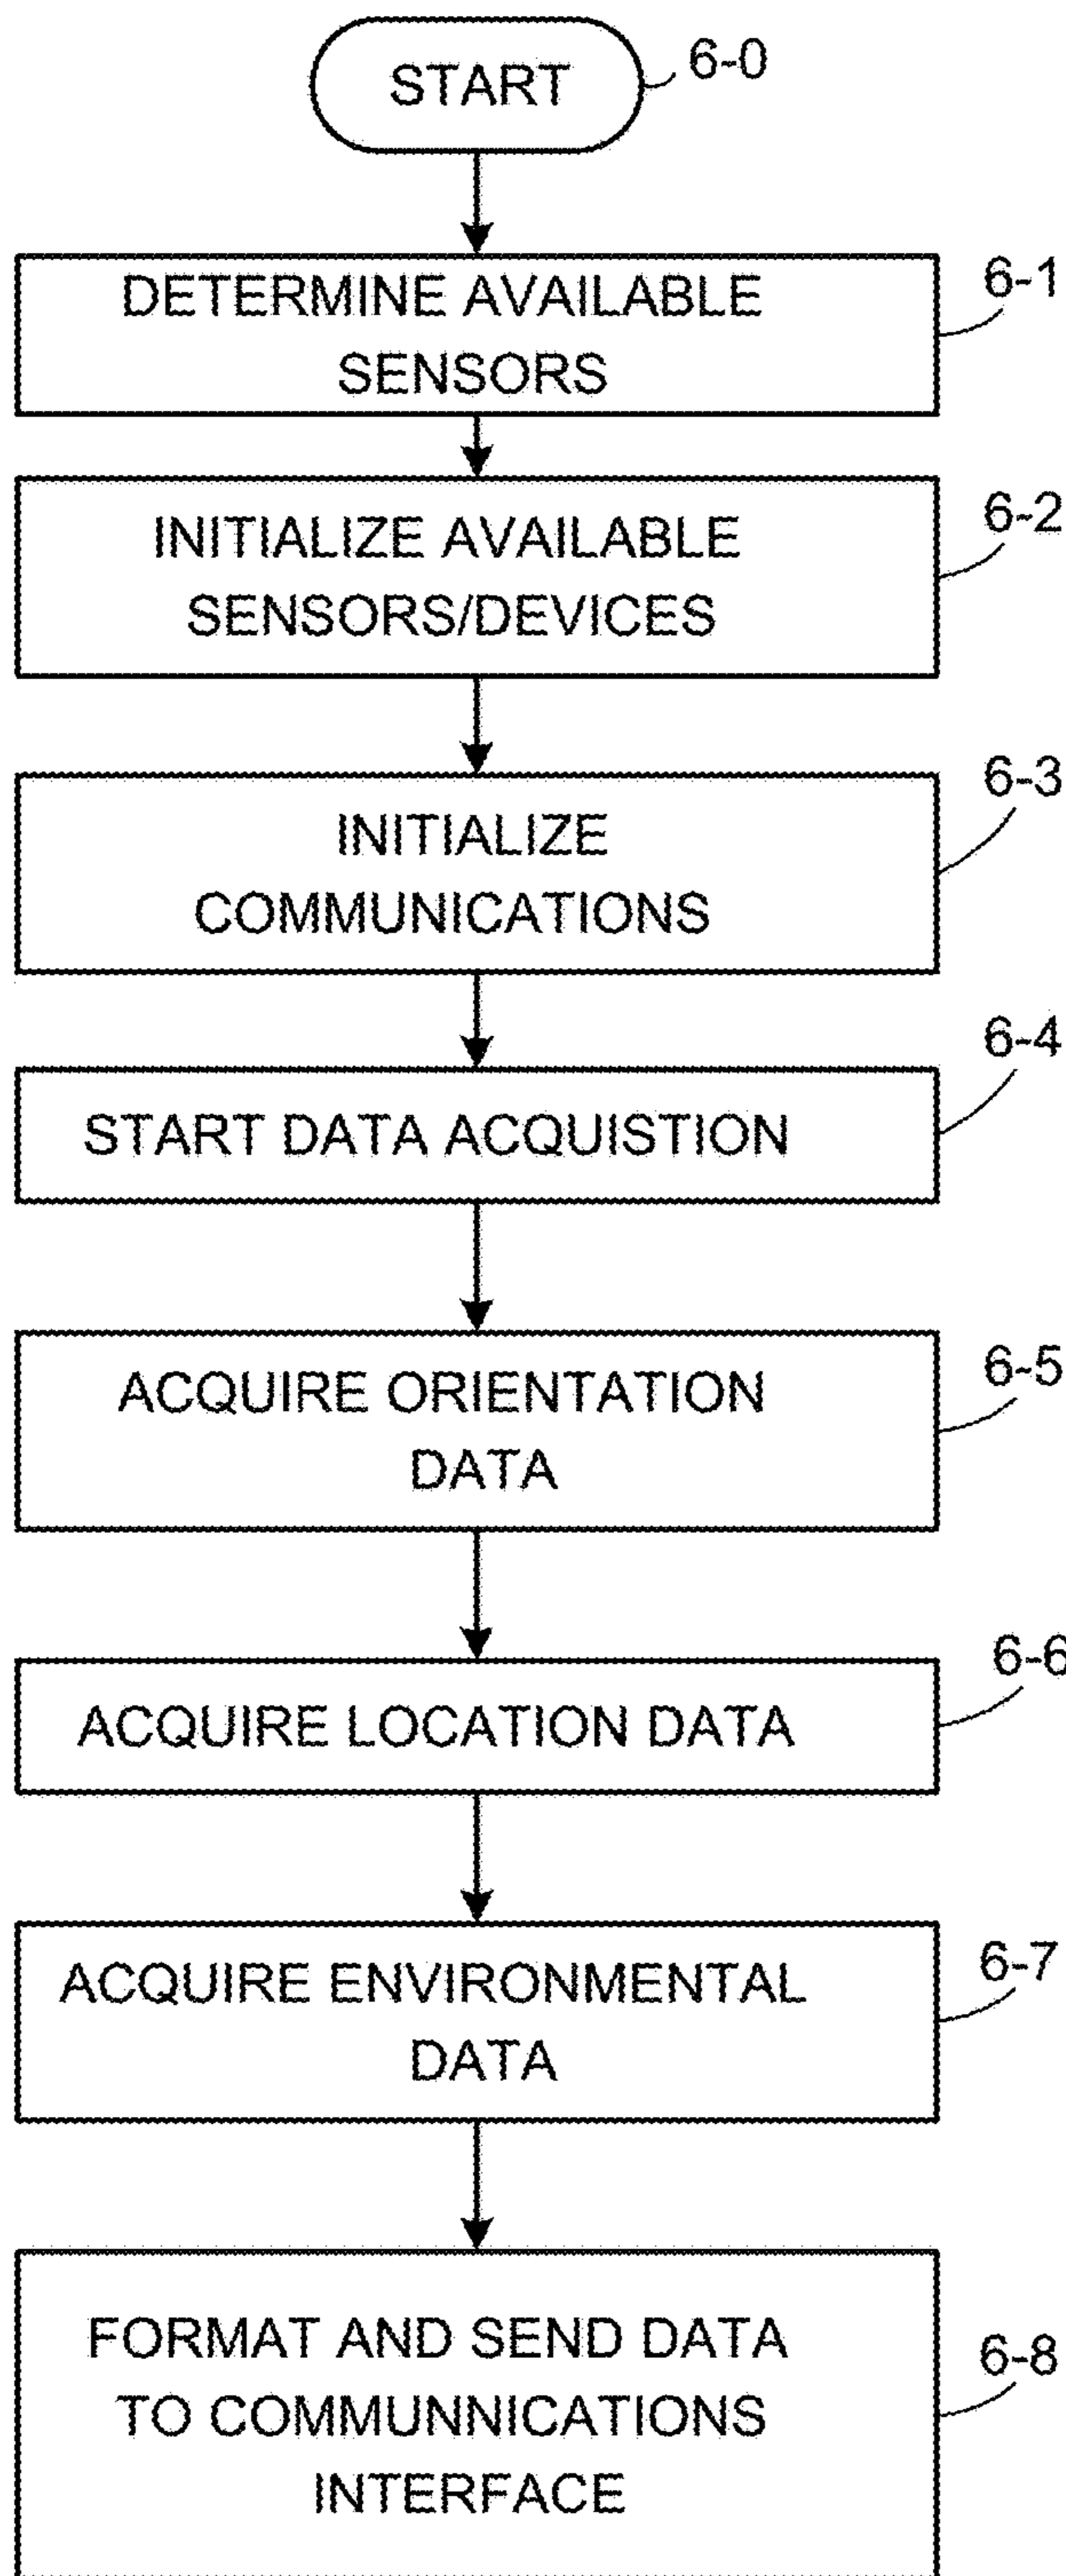 START
6-0
DETERMINE AVAILABLE
SENSORS
6-1
INITIALIZE AVAILABLE
SENSORS/DEVICES
6-2
INITIALIZE
COMMUNICATIONS
6-3
START DATA ACQUISTION
6-4
ACQUIRE ORIENTATION
DATA
6-5
ACQUIRE LOCATION DATA
6-6
ACQUIRE ENVIRONMENTAL
DATA
6-7
FORMAT AND SEND DATA
TO COMMUNNICATIONS
INTERFACE
6-8